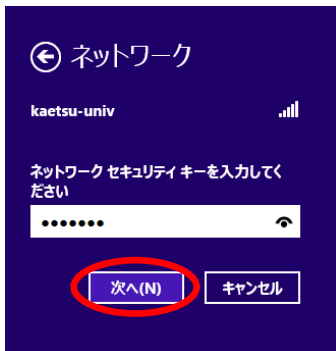 ネットワーク
kaetsu-univ
ネットワーク セキュリティ キーを入力してく
ださい
•••••••
次へ(N) キャンセル